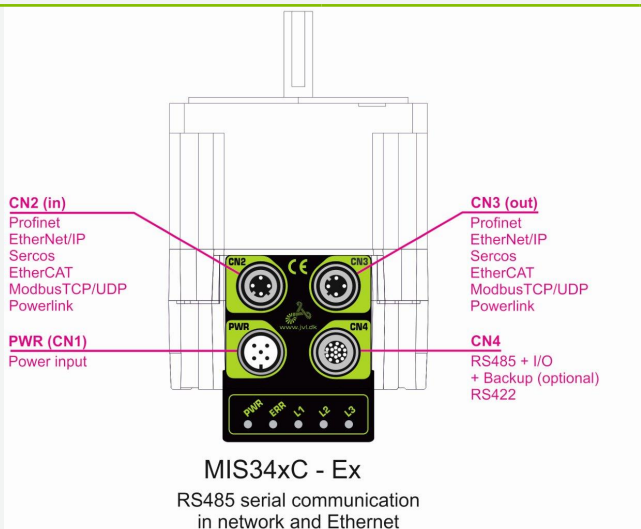 CN2 (in)
Profinet
EtherNet/IP
Sercos
EtherCAT
ModbusTCP/UDP
Powerlink
CN3 (out)
Profinet
EtherNet/IP
Sercos
EtherCAT
ModbusTCP/UDP
Powerlink
CN2
CE
CN3
PWR
www.jvl.dk
CN4
PWR (CN1)
Power input
CN4
RS485 + I/O
+ Backup (optional)
RS422
PWR ERR L1 L2 L3
MIS34xC - Ex
RS485 serial communication
in network and Ethernet